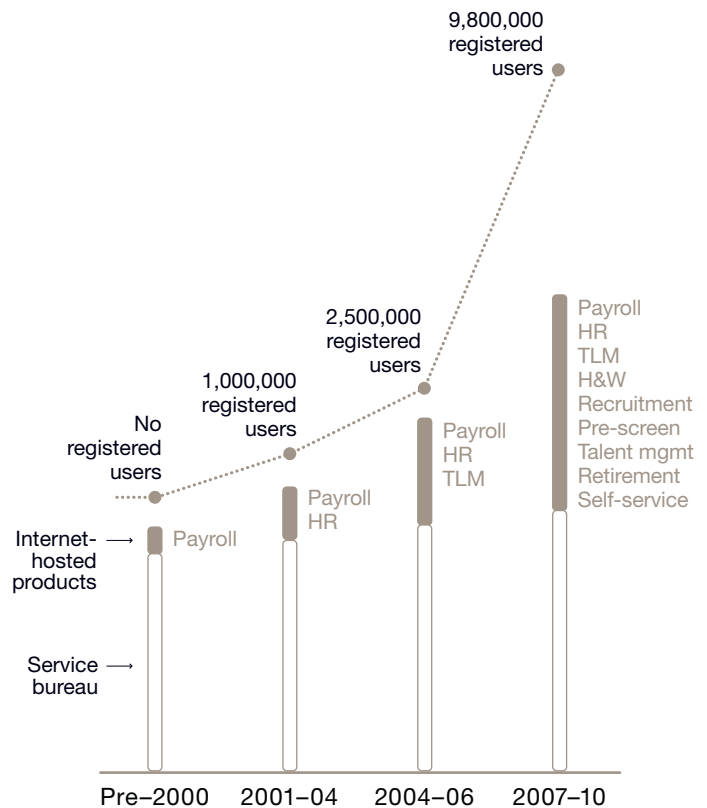 9,800,000
registered
users
2,500,000
registered
users
1,000,000
registered
users
No
registered
users
Payroll
HR
TLM
H&W
Recruitment
Pre-screen
Talent mgmt
Retirement
Self-service
Payroll
HR
TLM
Payroll
HR
Payroll
Internet-
hosted
products
Service
bureau
Pre–2000 2001–04 2004–06 2007–10